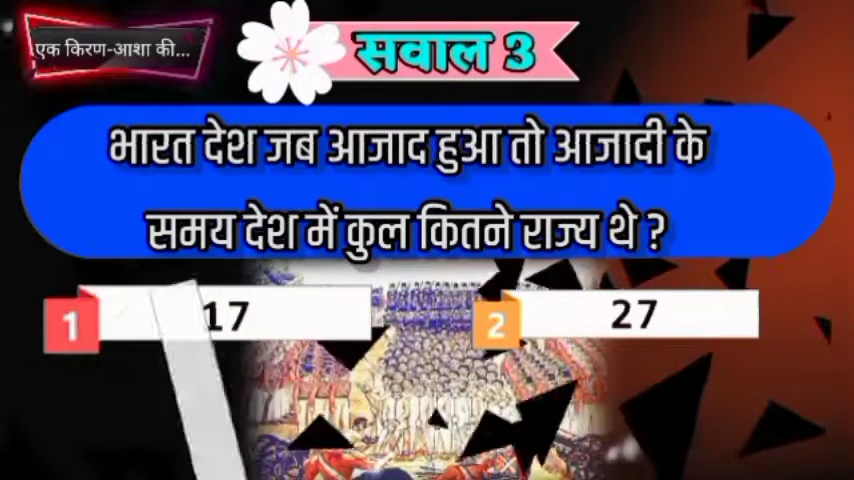 एक किरण-आशा की...
सवाल 3
भारत देश जब आजाद हुआ तो आजादी के
समय देश में कुल कितने राज्य थे ?
1 17
2 27